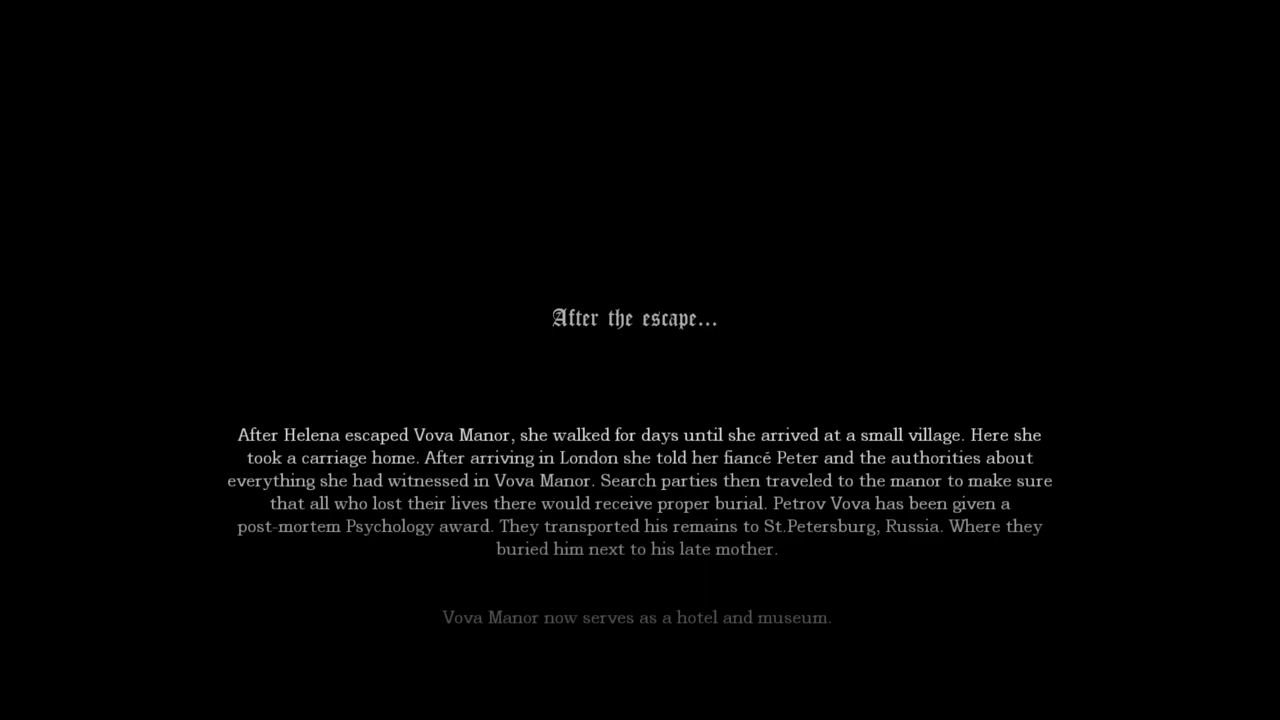 After the escape...
After Helena escaped Vova Manor, she walked for days until she arrived at a small village. Here she
took a carriage home. After arriving in London she told her fiancé Peter and the authorities about
everything she had witnessed in Vova Manor. Search parties then traveled to the manor to make sure
that all who lost their lives there would receive proper burial. Petrov Vova has been given a
post-mortem Psychology award. They transported his remains to St.Petersburg, Russia. Where they
buried him next to his late mother.
Vova Manor now serves as a hotel and museum.